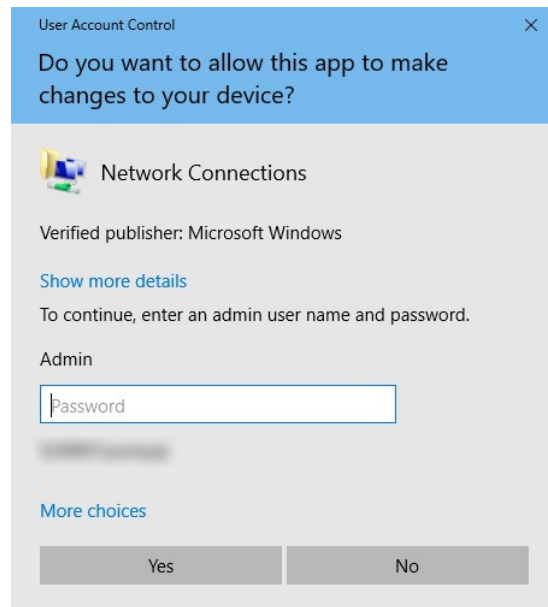 User Account Control
Do you want to allow this app to make
changes to your device?
Network Connections
Verified publisher: Microsoft Windows
Show more details
To continue, enter an admin user name and password.
Admin
Password
More choices
Yes
No